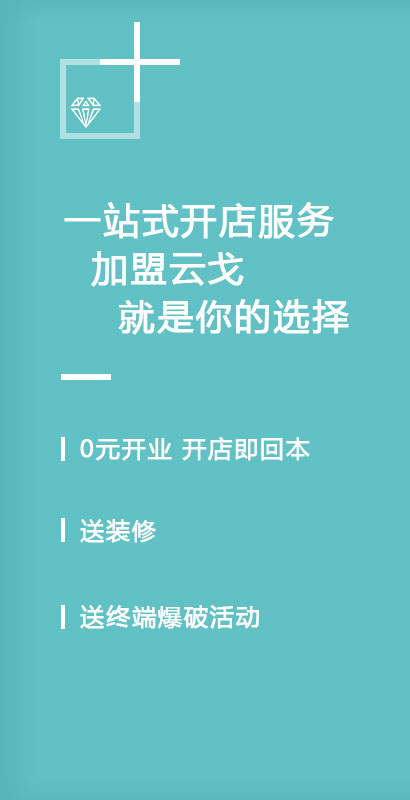 一站式开店服务
加盟云戈
就是你的选择
0元开业 开店即回本
送装修
送终端爆破活动